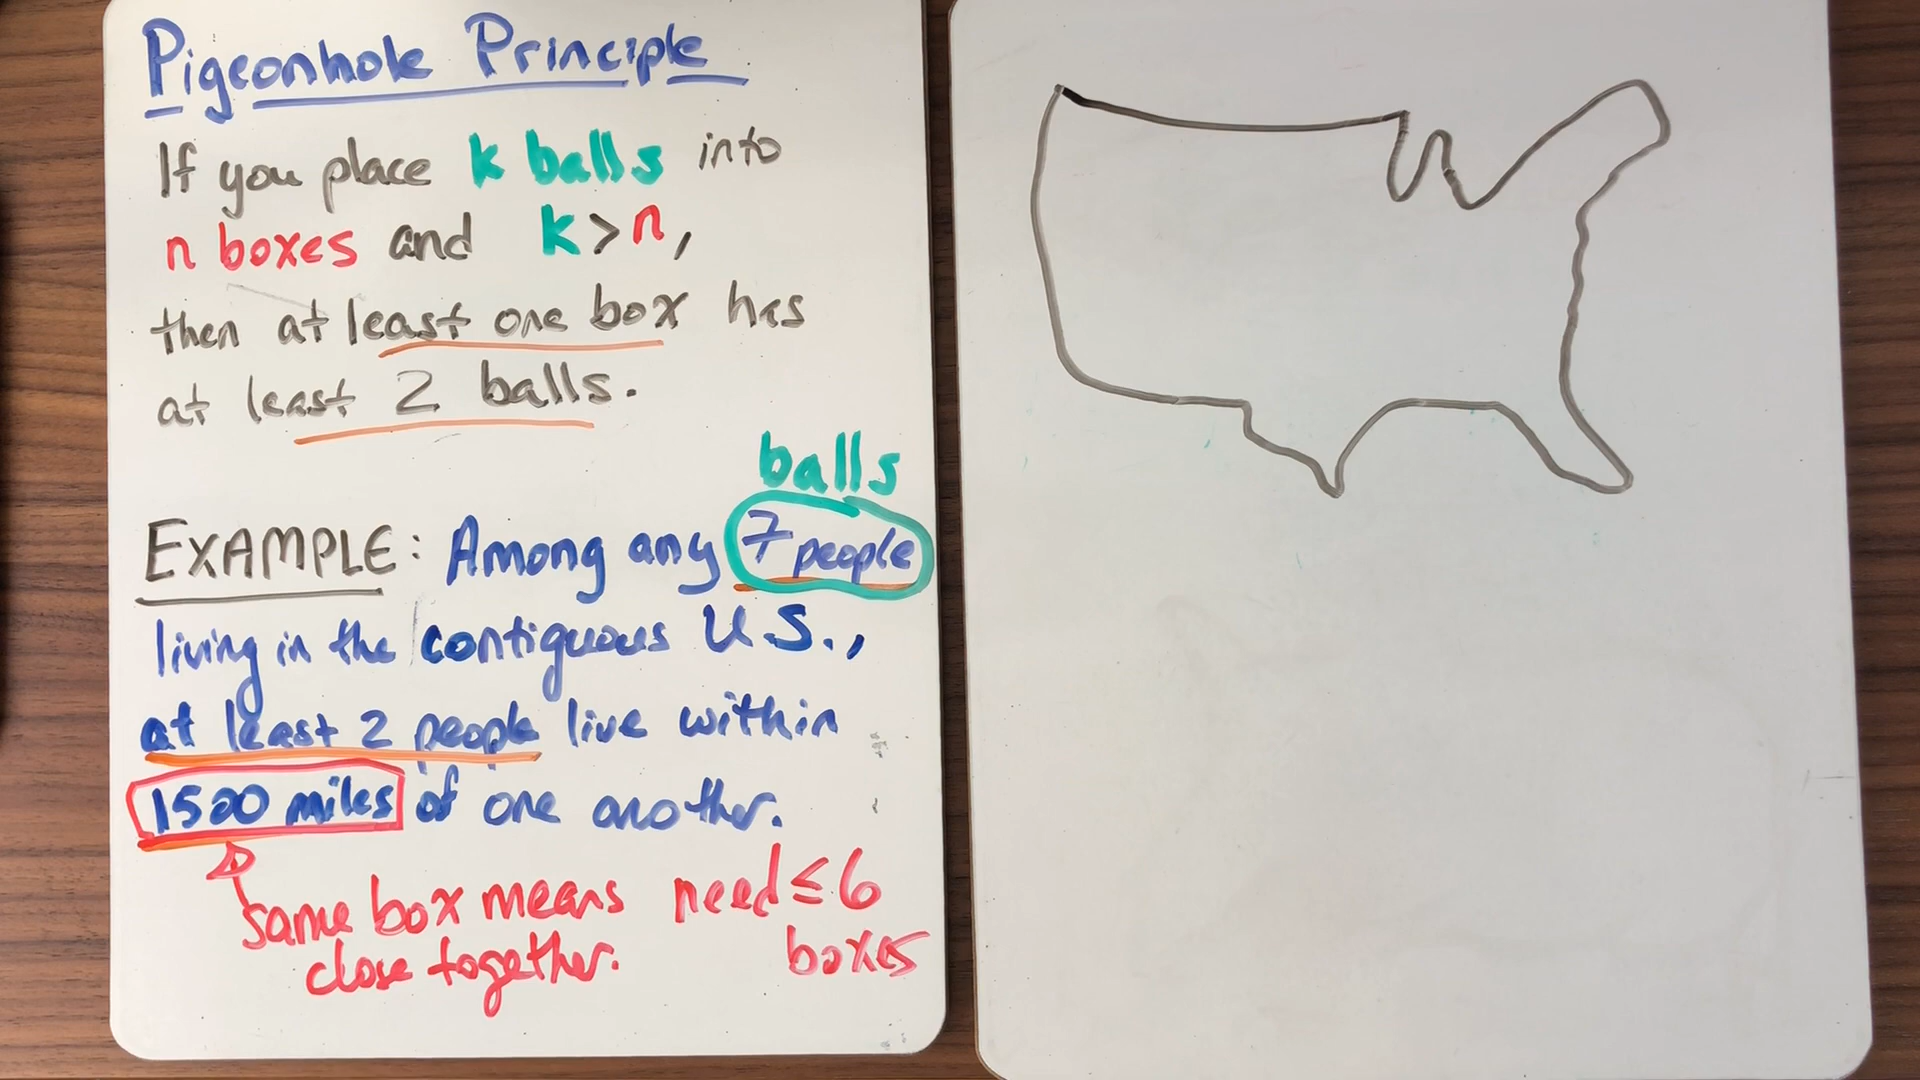 Pigeonhole Principle
If you place k balls into
n boxes and k>n,
then at least one box has
at least 2 balls.
balls
EXAMPLE: Among any 7 people
living in the contiguous U.S.,
at least 2 people live within
1500 miles of one another.
same box means need ≤ 6
close together. boxes